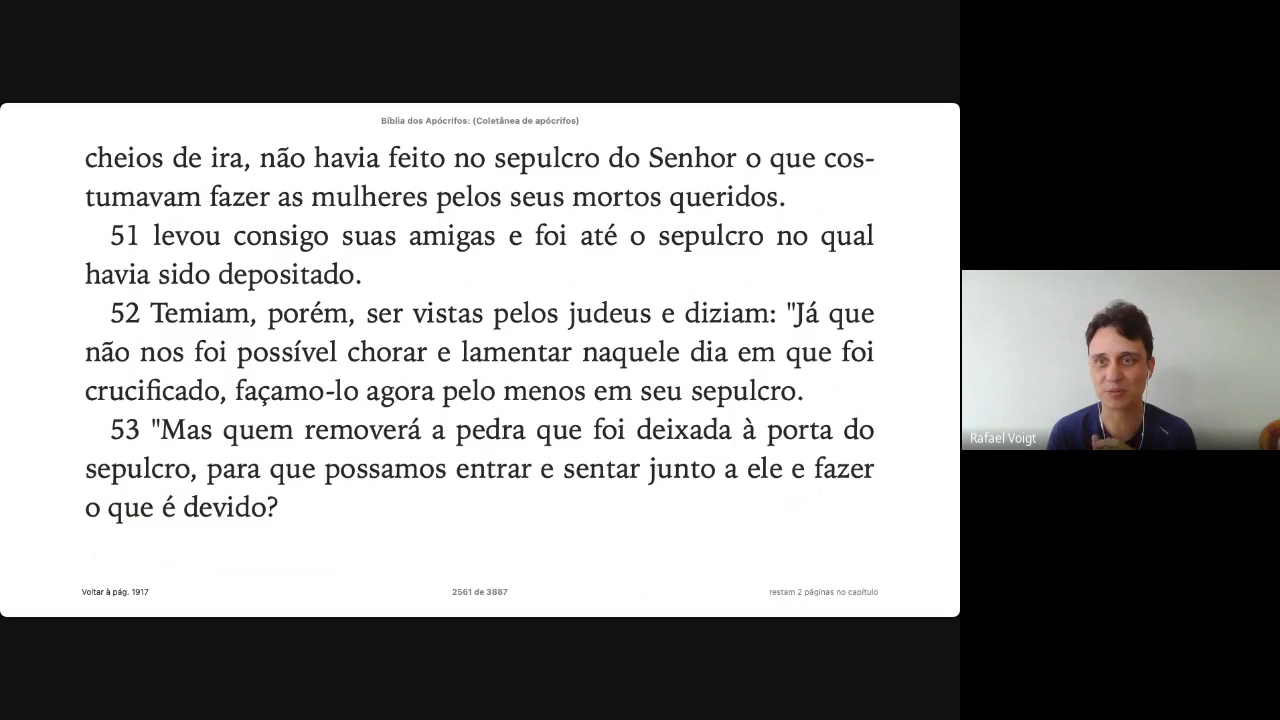 Bíblia dos Apócrifos: (Coletânea de apócrifos)
cheios de ira, não havia feito no sepulcro do Senhor o que cos-
tumavam fazer as mulheres pelos seus mortos queridos.
51 levou consigo suas amigas e foi até o sepulcro no qual
havia sido depositado.
52 Temiam, porém, ser vistas pelos judeus e diziam: "Já que
não nos foi possível chorar e lamentar naquele dia em que foi
crucificado, façamo-lo agora pelo menos em seu sepulcro.
53 "Mas quem removerá a pedra que foi deixada à porta do
sepulcro, para que possamos entrar e sentar junto a ele e fazer
o que é devido?
Voltar à pág. 1917
2561 de 3887
restam 2 páginas no capítulo
Rafael Voigt